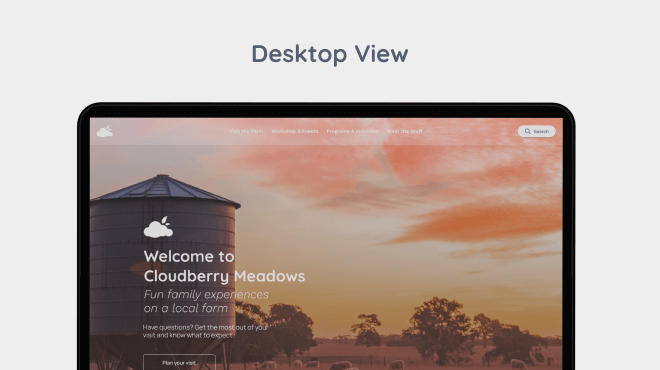 Desktop View
Visit the Farm Workshop & Events Programs & Volunteer Meet the Staff
Search
Welcome to
Cloudberry Meadows
Fun family experiences
on a local farm
Have questions? Get the most out of your
visit and know what to expect
Plan your visit